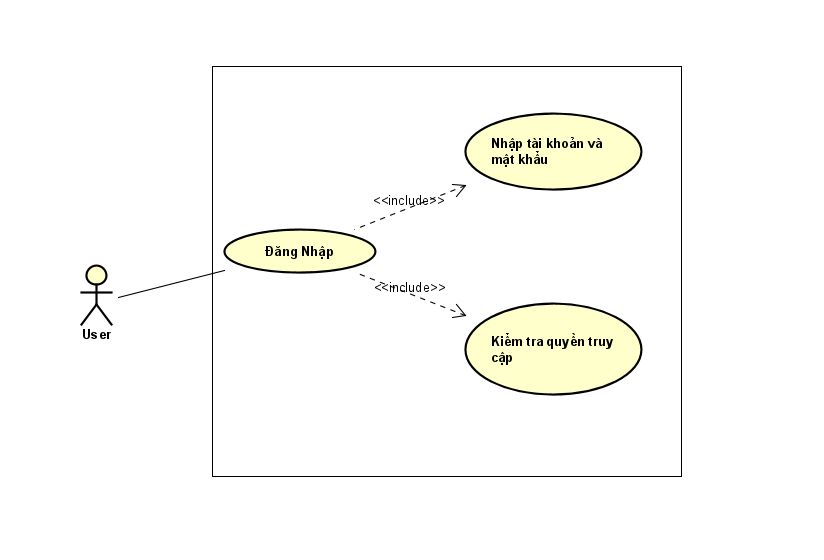 Nhập tài khoản và
mật khẩu
<<include>>
Đăng Nhập
<<include>>
User
Kiểm tra quyền truy
cập